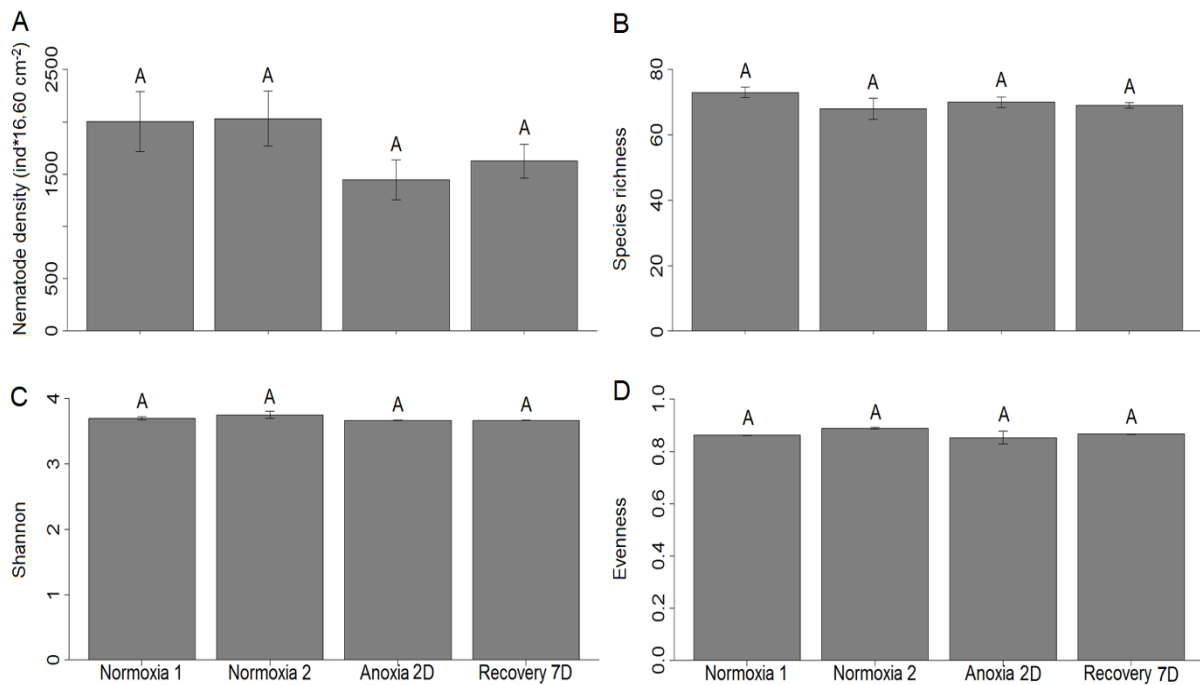 A
Nematode density (ind*16,60 cm-2)
2500
1500
500
0
A
A
A
A
B
Species richness
80
60
40
20
0
A
A
A
A
C
Shannon
4
3
2
1
0
A
A
A
A
Normoxia 1
Normoxia 2
Anoxia 2D
Recovery 7D
D
Evenness
1.0
0.8
0.6
0.4
0.2
0.0
A
A
A
A
Normoxia 1
Normoxia 2
Anoxia 2D
Recovery 7D